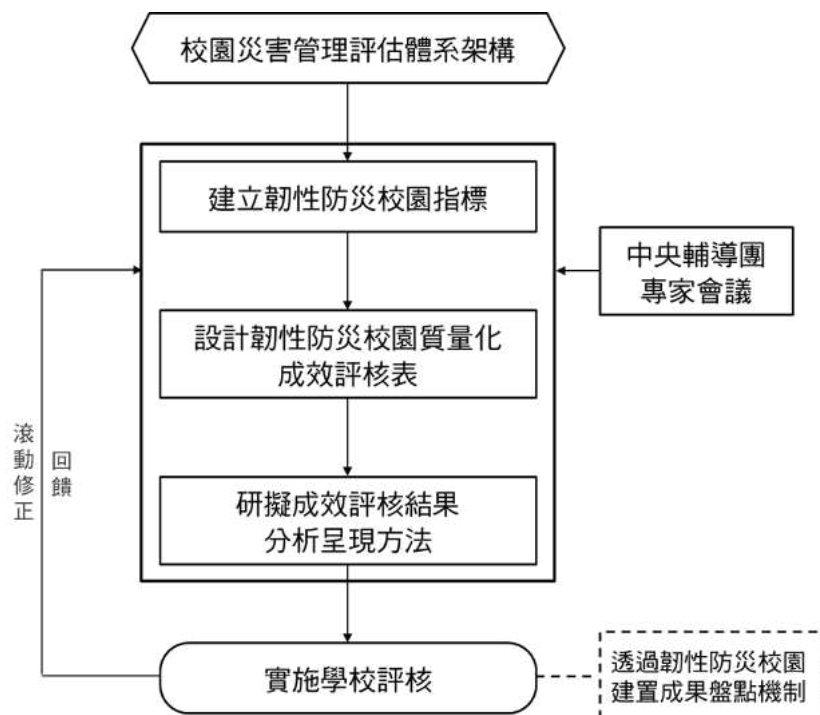 校園災害管理評估體系架構
建立韌性防災校園指標
中央輔導團
專家會議
設計韌性防災校園質量化
成效評核表
滾動修正
回饋
研擬成效評核結果
分析呈現方法
實施學校評核
透過韌性防災校園
建置成果盤點機制